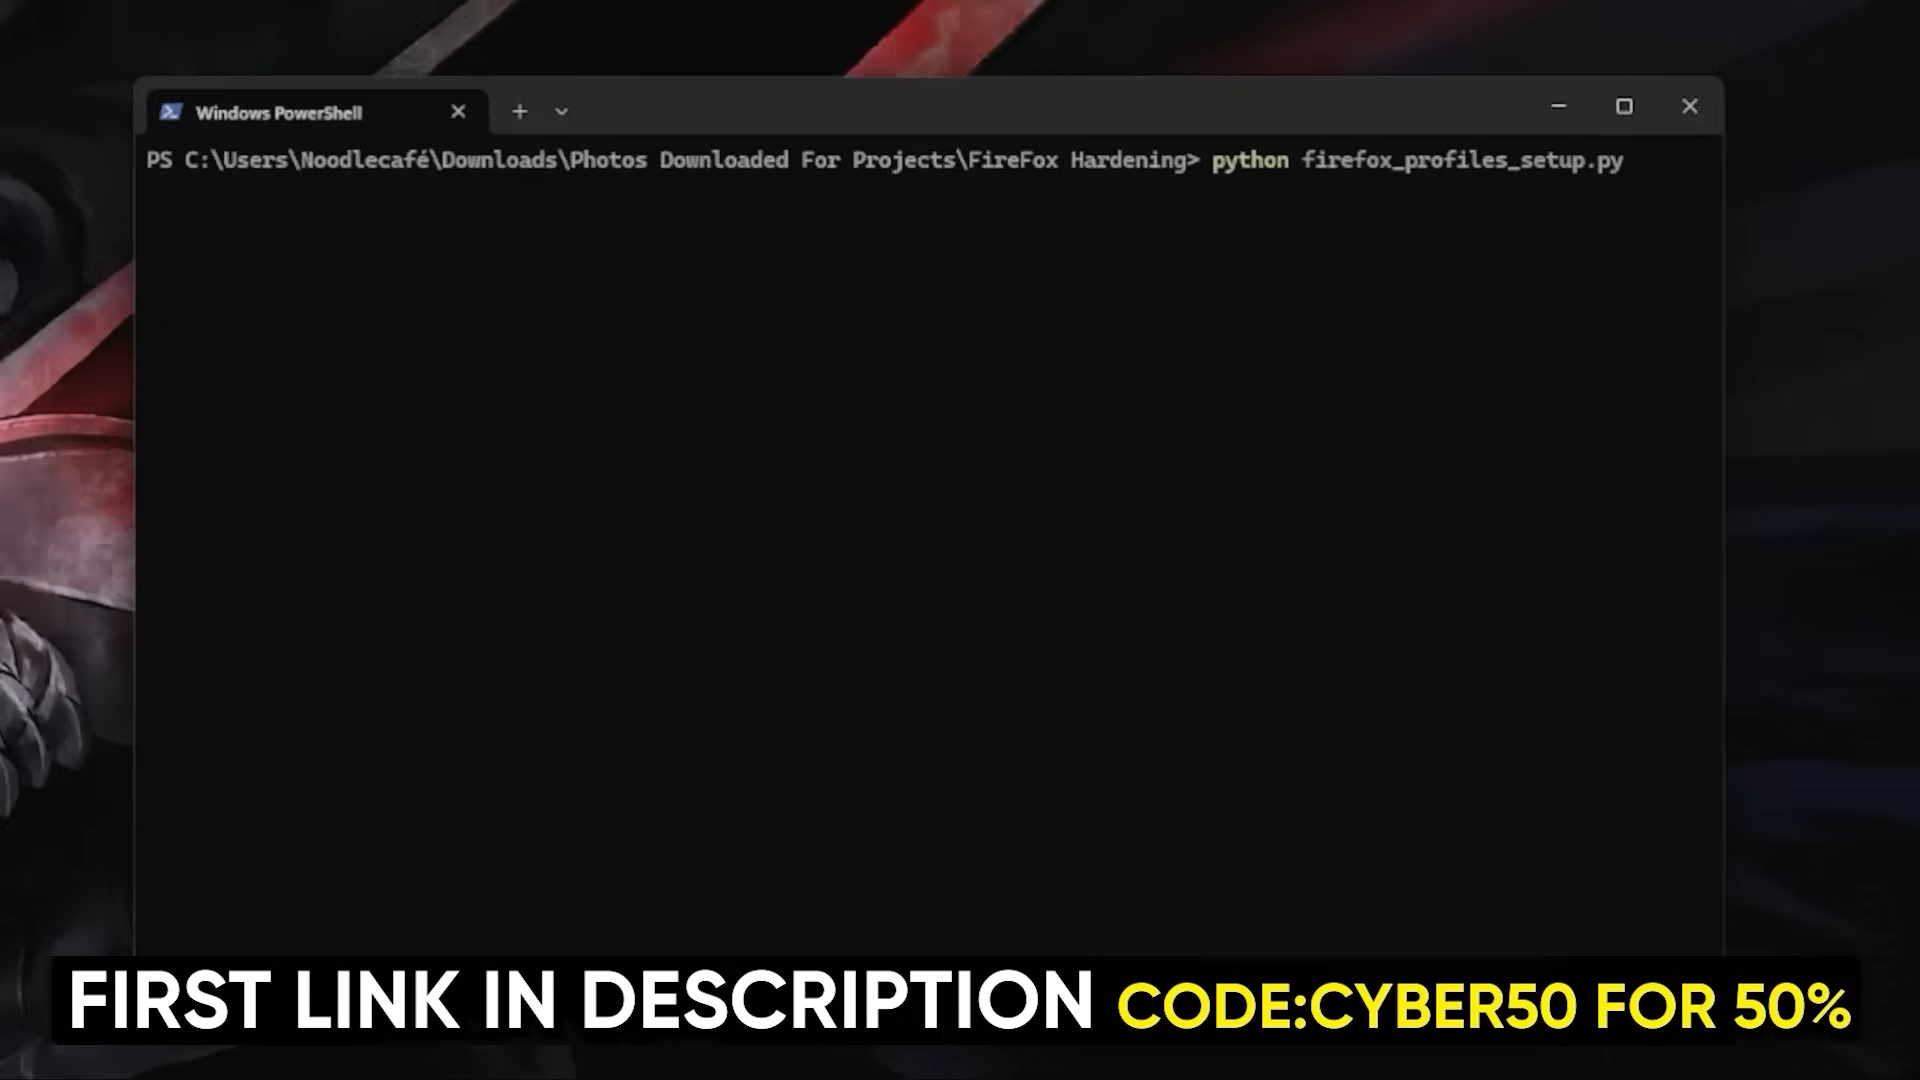 Windows PowerShell
PS C:\Users\Noodlecafé\Downloads\Photos Downloaded For Projects\FireFox Hardening> python firefox_profiles_setup.py
FIRST LINK IN DESCRIPTION CODE:CYBER50 FOR 50%